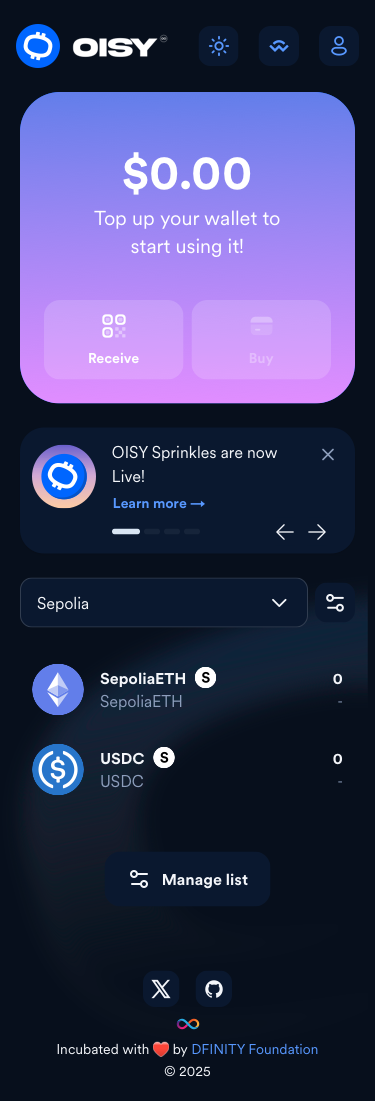 OISY
$0.00
Top up your wallet to
start using it!
Receive
Buy
OISY Sprinkles are now
Live!
Learn more →
Sepolia
SepoliaETH S 0
SepoliaETH -
USDC S 0
USDC -
Manage list
Incubated with ❤️ by DFINITY Foundation
© 2025